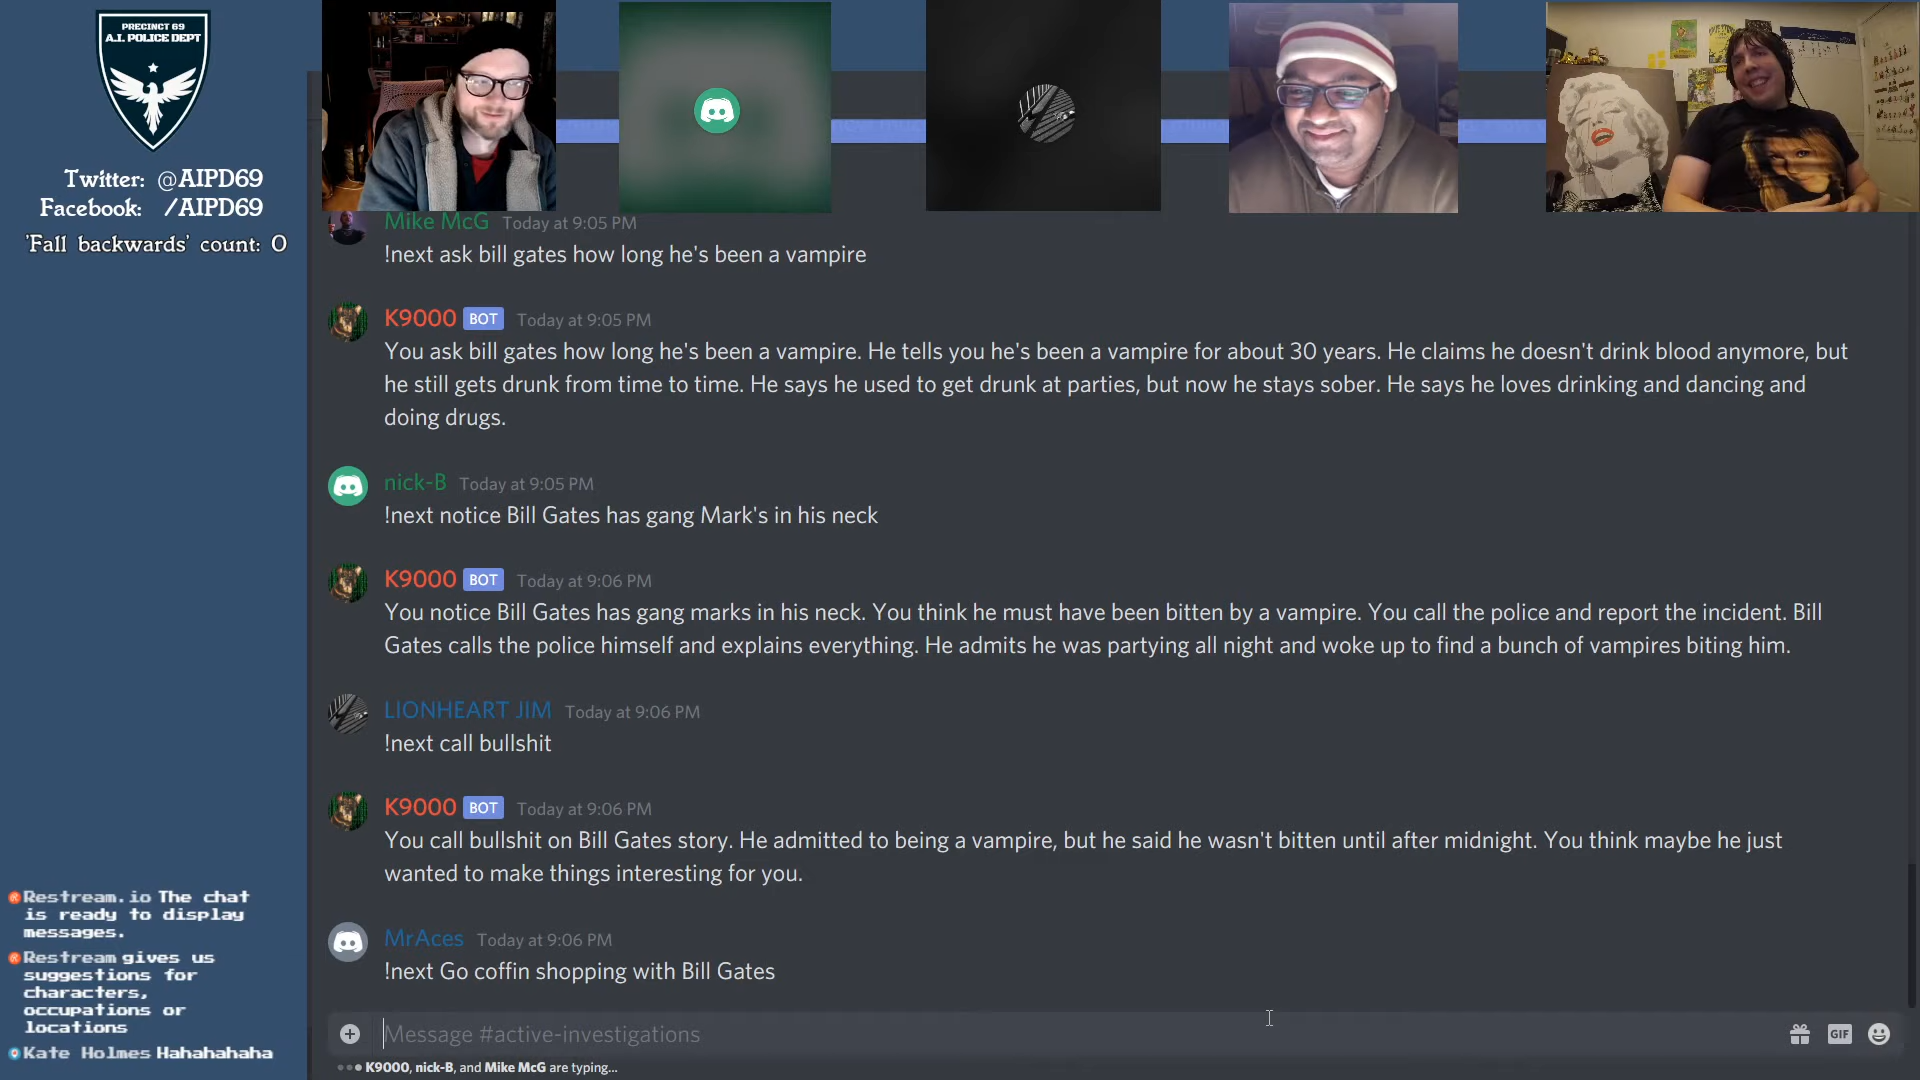 PRECINCT 69
A.I. POLICE DEPT
Twitter: @AIPD69
Facebook: /AIPD69
'Fall backwards' count: 0
Mike McG Today at 9:05 PM
!next ask bill gates how long he's been a vampire
K9000 BOT Today at 9:05 PM
You ask bill gates how long he's been a vampire. He tells you he's been a vampire for about 30 years. He claims he doesn't drink blood anymore, but
he still gets drunk from time to time. He says he used to get drunk at parties, but now he stays sober. He says he loves drinking and dancing and
doing drugs.
nick-B Today at 9:05 PM
!next notice Bill Gates has gang Mark's in his neck
K9000 BOT Today at 9:06 PM
You notice Bill Gates has gang marks in his neck. You think he must have been bitten by a vampire. You call the police and report the incident. Bill
Gates calls the police himself and explains everything. He admits he was partying all night and woke up to find a bunch of vampires biting him.
LIONHEART JIM Today at 9:06 PM
!next call bullshit
K9000 BOT Today at 9:06 PM
You call bullshit on Bill Gates story. He admitted to being a vampire, but he said he wasn't bitten until after midnight. You think maybe he just
wanted to make things interesting for you.
MrAces Today at 9:06 PM
!next Go coffin shopping with Bill Gates
Message #active-investigations
GIF
K9000, nick-B, and Mike McG are typing...
Restream.io The chat
is ready to display
messages.
Restream gives us
suggestions for
characters,
occupations or
locations
Kate Holmes Hahahahaha